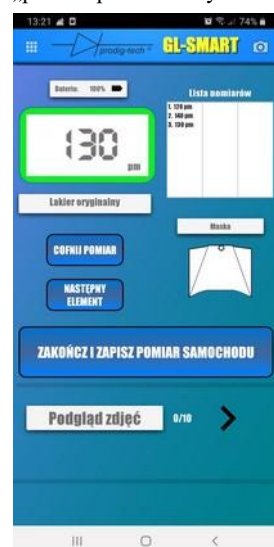 „p
13:21 74%
prodig-tech® GL-SMART
Bateria: 100%
Lista pomiarów
1. 120 µm
2. 140 µm
3. 130 µm
130
µm
Lakier oryginalny
Maska
COFNIJ POMIAR
NASTĘPNY
ELEMENT
ZAKOŃCZ I ZAPISZ POMIAR SAMOCHODU
Podgląd zdjęć 0/10